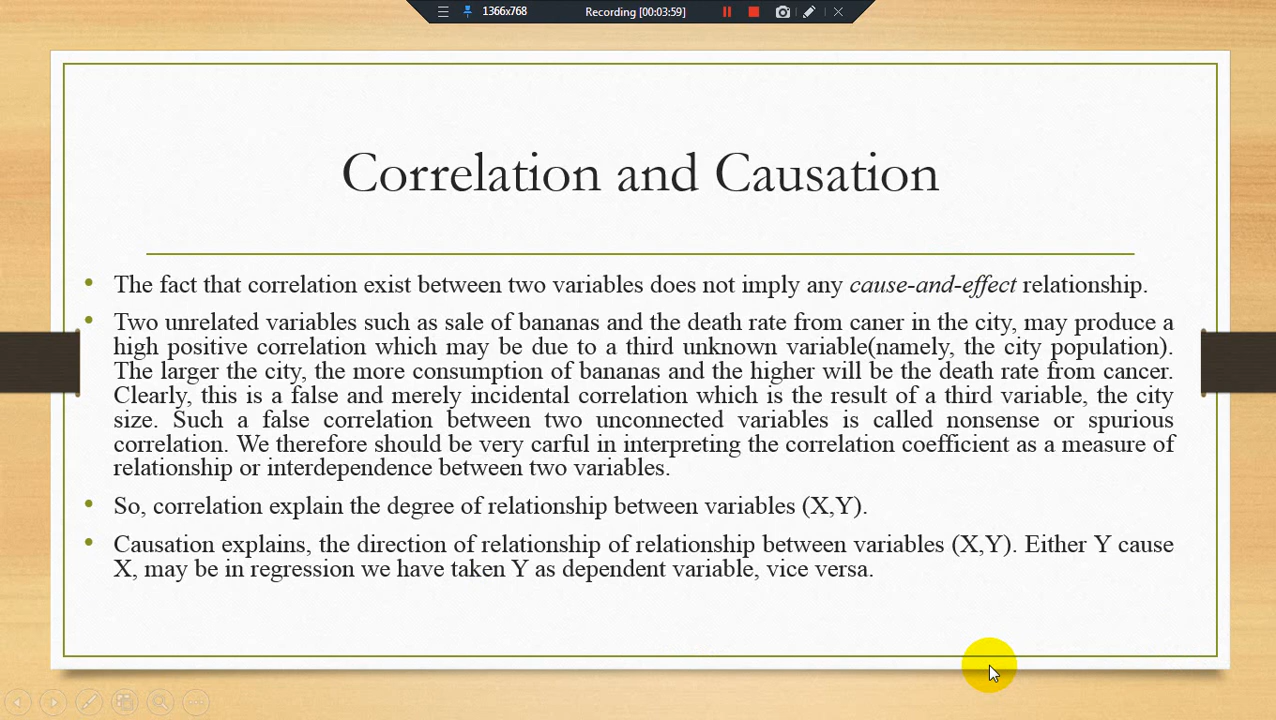 1366x768 Recording [00:03:59]
Correlation and Causation
• The fact that correlation exist between two variables does not imply any cause-and-effect relationship.
• Two unrelated variables such as sale of bananas and the death rate from caner in the city, may produce a
high positive correlation which may be due to a third unknown variable(namely, the city population).
The larger the city, the more consumption of bananas and the higher will be the death rate from cancer.
Clearly, this is a false and merely incidental correlation which is the result of a third variable, the city
size. Such a false correlation between two unconnected variables is called nonsense or spurious
correlation. We therefore should be very carful in interpreting the correlation coefficient as a measure of
relationship or interdependence between two variables.
• So, correlation explain the degree of relationship between variables (X,Y).
• Causation explains, the direction of relationship of relationship between variables (X,Y). Either Y cause
X, may be in regression we have taken Y as dependent variable, vice versa.